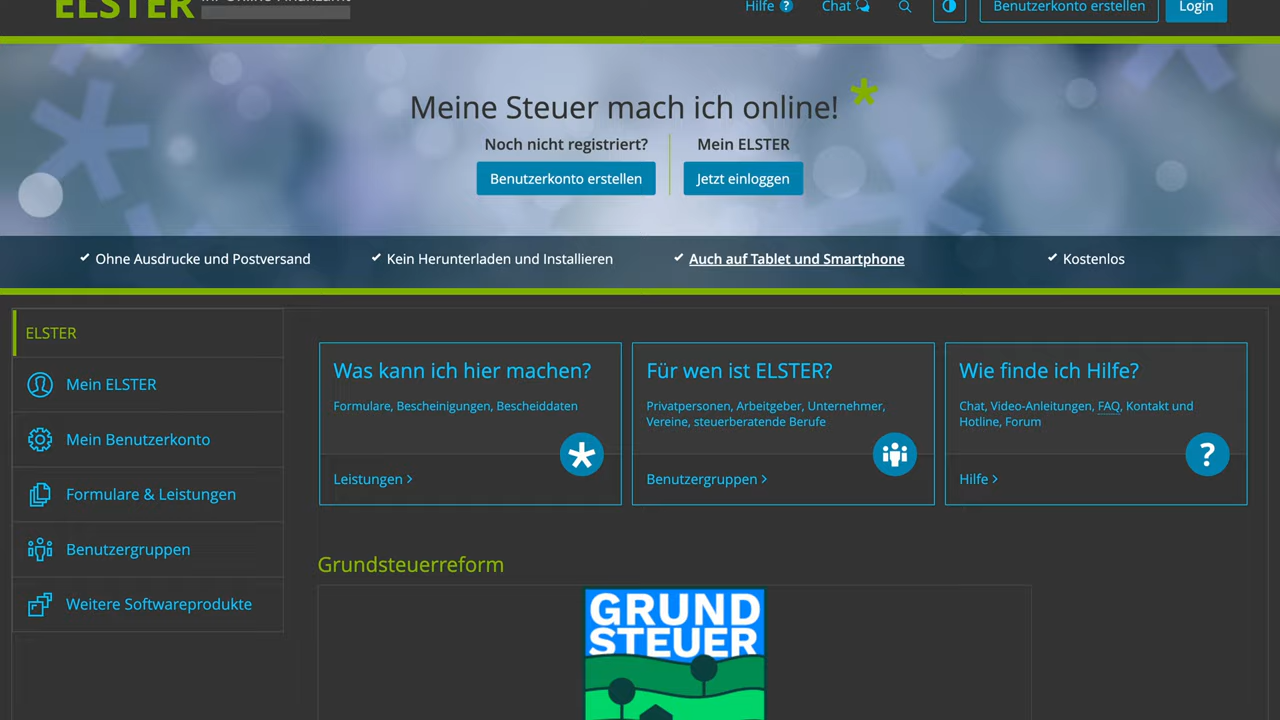 ELSTER
Hilfe ?
Chat
Benutzerkonto erstellen
Login
Meine Steuer mach ich online!
Noch nicht registriert?
Mein ELSTER
Benutzerkonto erstellen
Jetzt einloggen
Ohne Ausdrucke und Postversand
Kein Herunterladen und Installieren
Auch auf Tablet und Smartphone
Kostenlos
ELSTER
Mein ELSTER
Mein Benutzerkonto
Formulare & Leistungen
Benutzergruppen
Weitere Softwareprodukte
Was kann ich hier machen?
Formulare, Bescheinigungen, Bescheiddaten
Leistungen
Für wen ist ELSTER?
Privatpersonen, Arbeitgeber, Unternehmer,
Vereine, steuerberatende Berufe
Benutzergruppen
Wie finde ich Hilfe?
Chat, Video-Anleitungen, FAQ, Kontakt und
Hotline, Forum
?
Hilfe
Grundsteuerreform
GRUND
STEUER